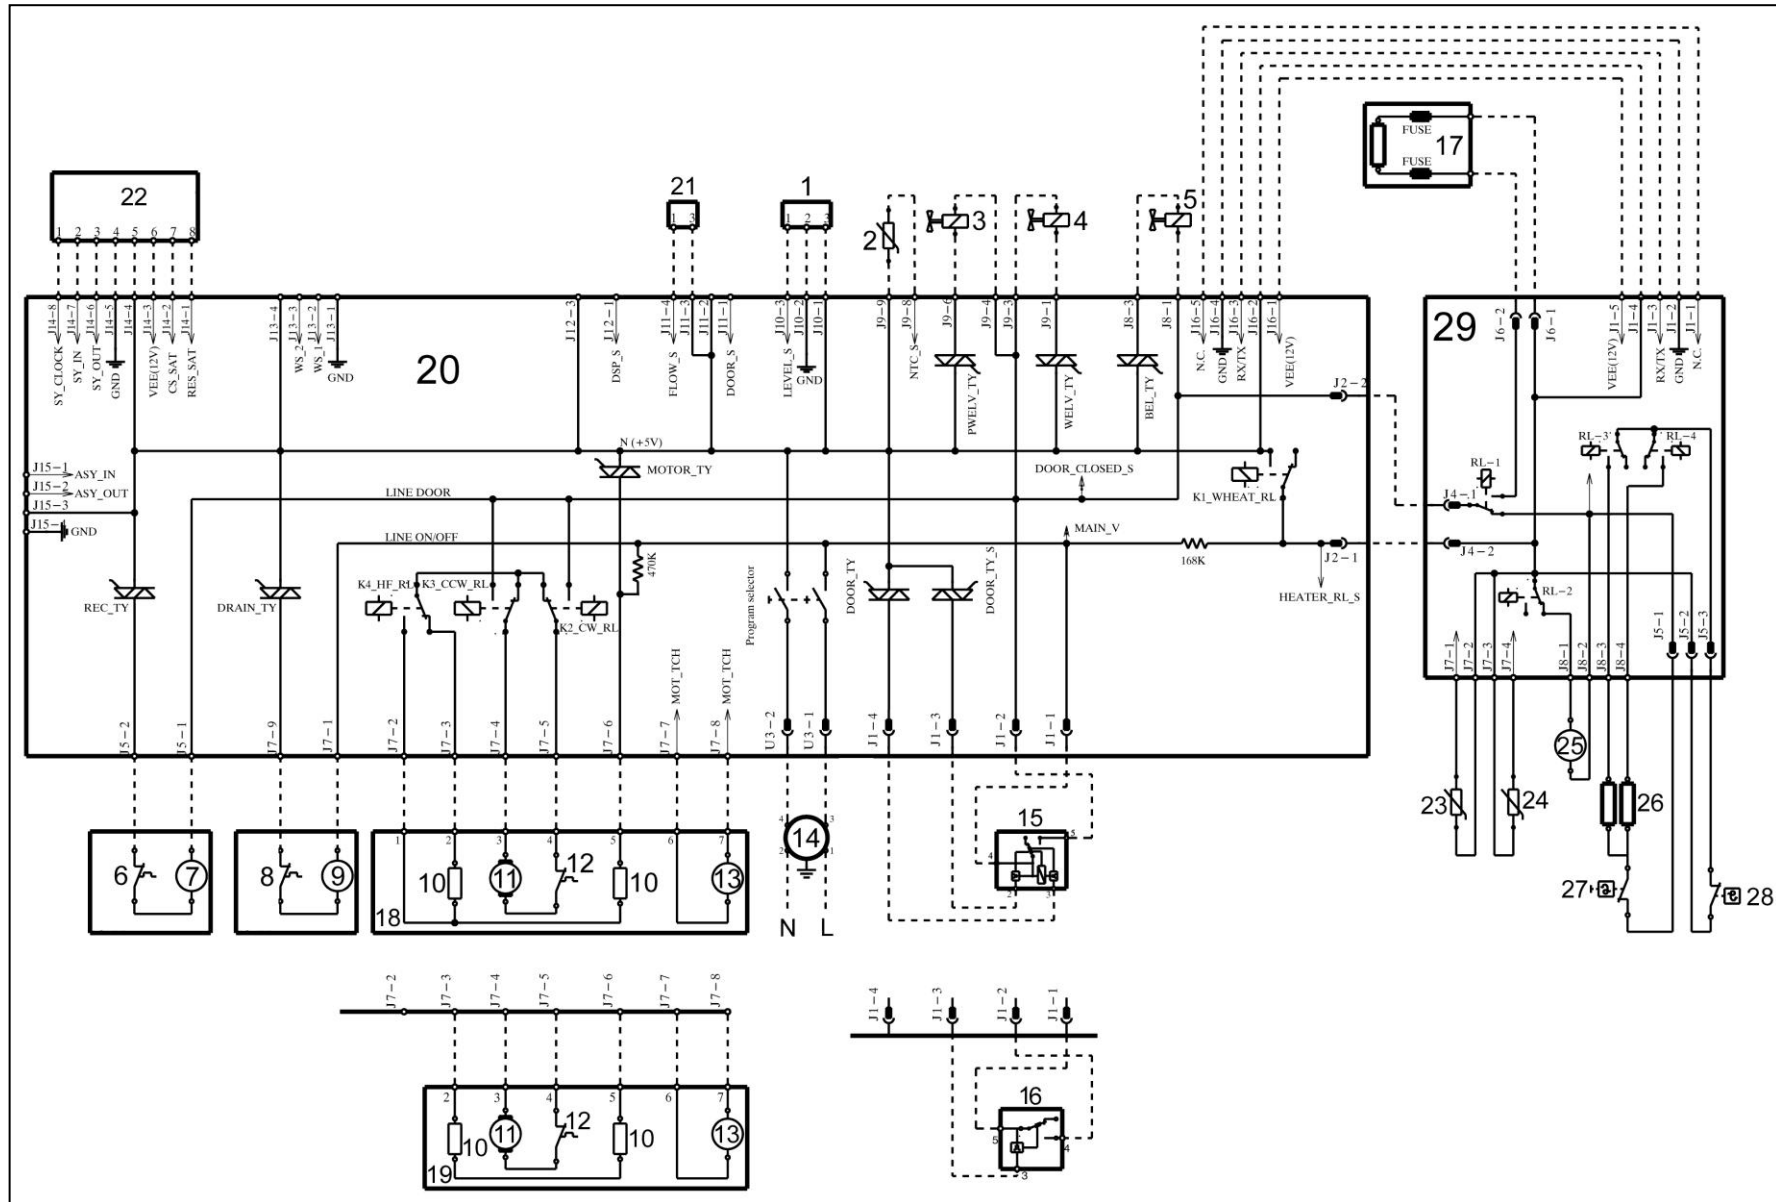 FUSE
17
FUSE
22
1 2 3 4 5 6 7 8
21
1 3
1
1 2 3
2
3
4
5
J14-8
J14-7
J14-6
J14-5
J14-4
J14-3
J14-2
J14-1
SY_CLOCK
SY_IN
SY_OUT
GND
VEE(12V)
CS_SAT
RES_SAT
J13-4
J13-3
J13-2
J13-1
WS_2
WS_1
GND
20
J12-3
J12-1
DSP_S
J11-4
J11-3
J11-2
J11-1
FLOW_S
DOOR_S
J10-3
J10-2
J10-1
LEVEL_S
GND
J9-9
J9-8
J9-6
J9-4
J9-3
J9-1
J8-3
J8-1
NTC_S
PWELV_TY
WELV_TY
BEL_TY
J16-5
J16-4
J16-3
J16-2
J16-1
N.C.
GND
RX/TX
VEE(12V)
29
J6-2
J6-1
J1-5
J1-4
J1-3
J1-2
J1-1
VEE(12V)
RX/TX
GND
N.C.
J2-2
N (+5V)
MOTOR_TY
DOOR_CLOSED_S
K1_WHEAT_RL
RL-3
RL-4
RL-1
J15-1
ASY_IN
J15-2
ASY_OUT
J15-3
J15-4
GND
LINE DOOR
LINE ON/OFF
MAIN_V
J4-1
J4-2
168K
J2-1
470K
K4_HF_RL
K3_CCW_RL
K2_CW_RL
REC_TY
DRAIN_TY
Program selector
DOOR_TY
DOOR_TY_S
HEATER_RL_S
RL-2
J5-1
J5-2
J5-3
J7-1
J7-2
J7-3
J7-4
J8-1
J8-2
J8-3
J8-4
MOT_TCH
MOT_TCH
J5-2
J5-1
J7-9
J7-1
J7-2
J7-3
J7-4
J7-5
J7-6
J7-7
J7-8
U3-2
U3-1
J1-4
J1-3
J1-2
J1-1
25
23
24
26
6
7
8
9
1 2 3 4 5 6 7
10
11
12
10
13
18
4 3
14
2 1
15
5
4
2 3
N L
27
28
J7-2
J7-3
J7-4
J7-5
J7-6
J7-7
J7-8
J1-4
J1-3
J1-2
J1-1
2 3 4 5 6 7
10
11
12
10
13
19
16
5
4
3